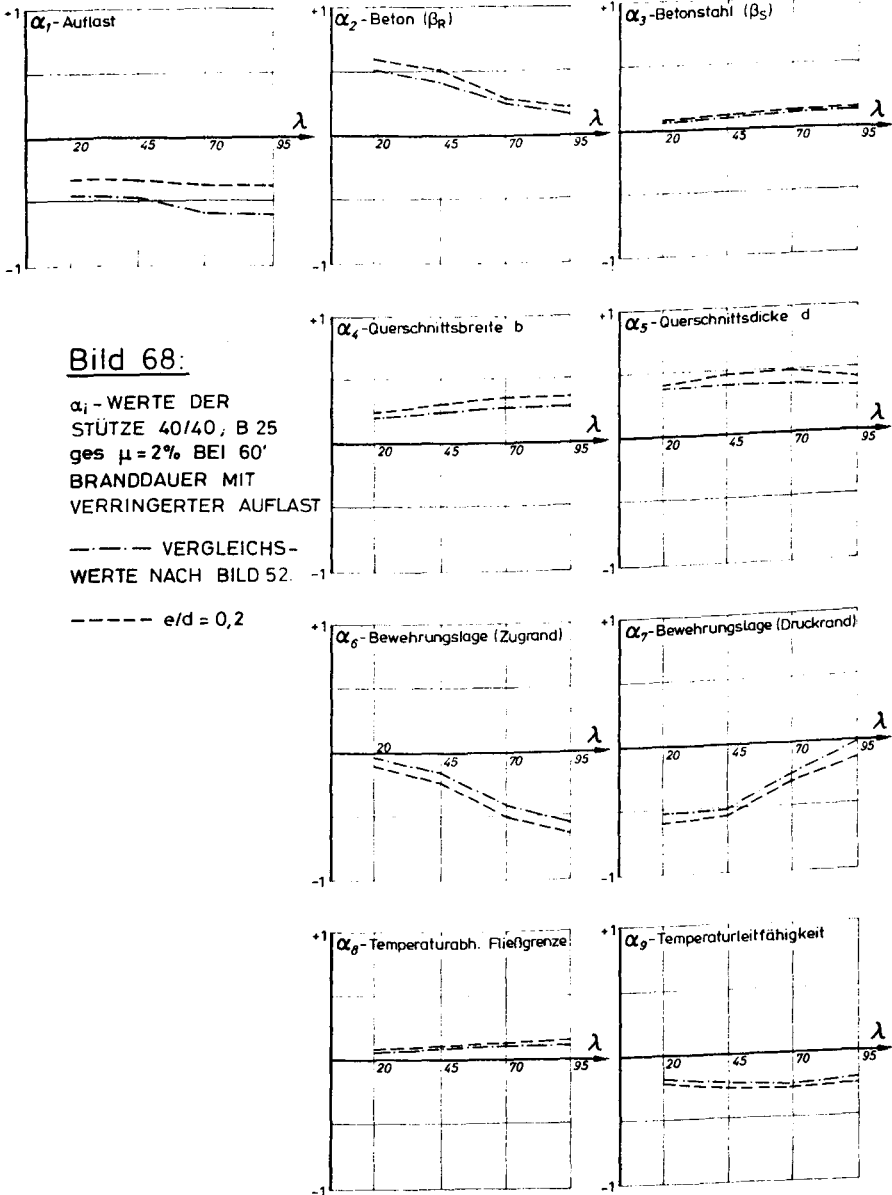 +1
α₁-Auflast
λ
20 45 70 95
-1
α₂-Beton (βR)
λ
20 45 70 95
+1
α₃-Betonstahl (βS)
λ
20 45 70 95
-1
Bild 68:
αi-WERTE DER
STÜTZE 40/40, B 25
ges μ=2% BEI 60'
BRANDDAUER MIT
VERRINGERTER AUFLAST
VERGLEICHS-
WERTE NACH BILD 52.
e/d = 0,2
+1
α₄-Querschnittsbreite b
λ
20 45 70 95
-1
+1
α₅-Querschnittsdicke d
λ
20 45 70 95
-1
+1
α₆-Bewehrungslage (Zugrand)
λ
20 45 70 95
-1
+1
α₇-Bewehrungslage (Druckrand)
λ
20 45 70 95
-1
+1
α₈-Temperaturabh. Fließgrenze
λ
20 45 70 95
-1
+1
α₉-Temperaturleitfähigkeit
λ
20 45 70 95
-1